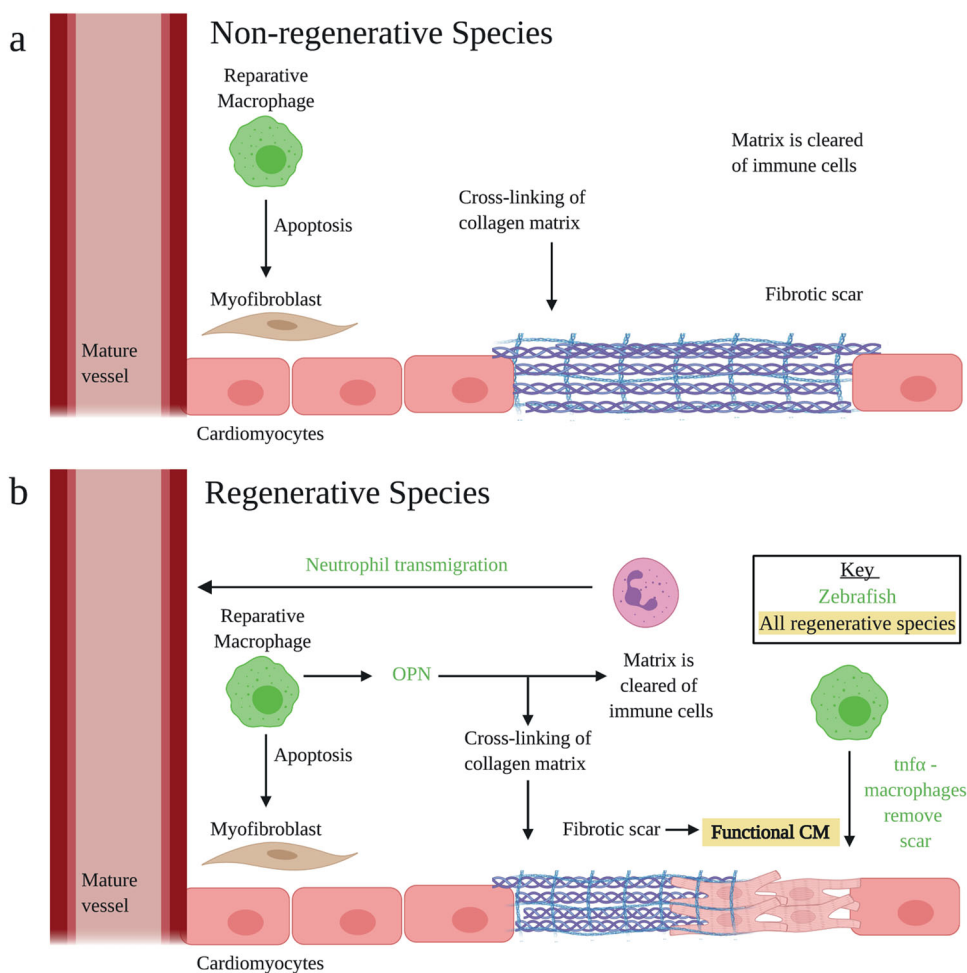 a
Non-regenerative Species
Reparative
Macrophage
Matrix is cleared
of immune cells
Cross-linking of
collagen matrix
Apoptosis
Myofibroblast
Fibrotic scar
Mature
vessel
Cardiomyocytes
b
Regenerative Species
Neutrophil transmigration
Key
Zebrafish
All regenerative species
Reparative
Macrophage
OPN
Matrix is
cleared of
immune cells
Cross-linking of
collagen matrix
Apoptosis
tnfα -
macrophages
remove
scar
Myofibroblast
Fibrotic scar
Functional CM
Mature
vessel
Cardiomyocytes